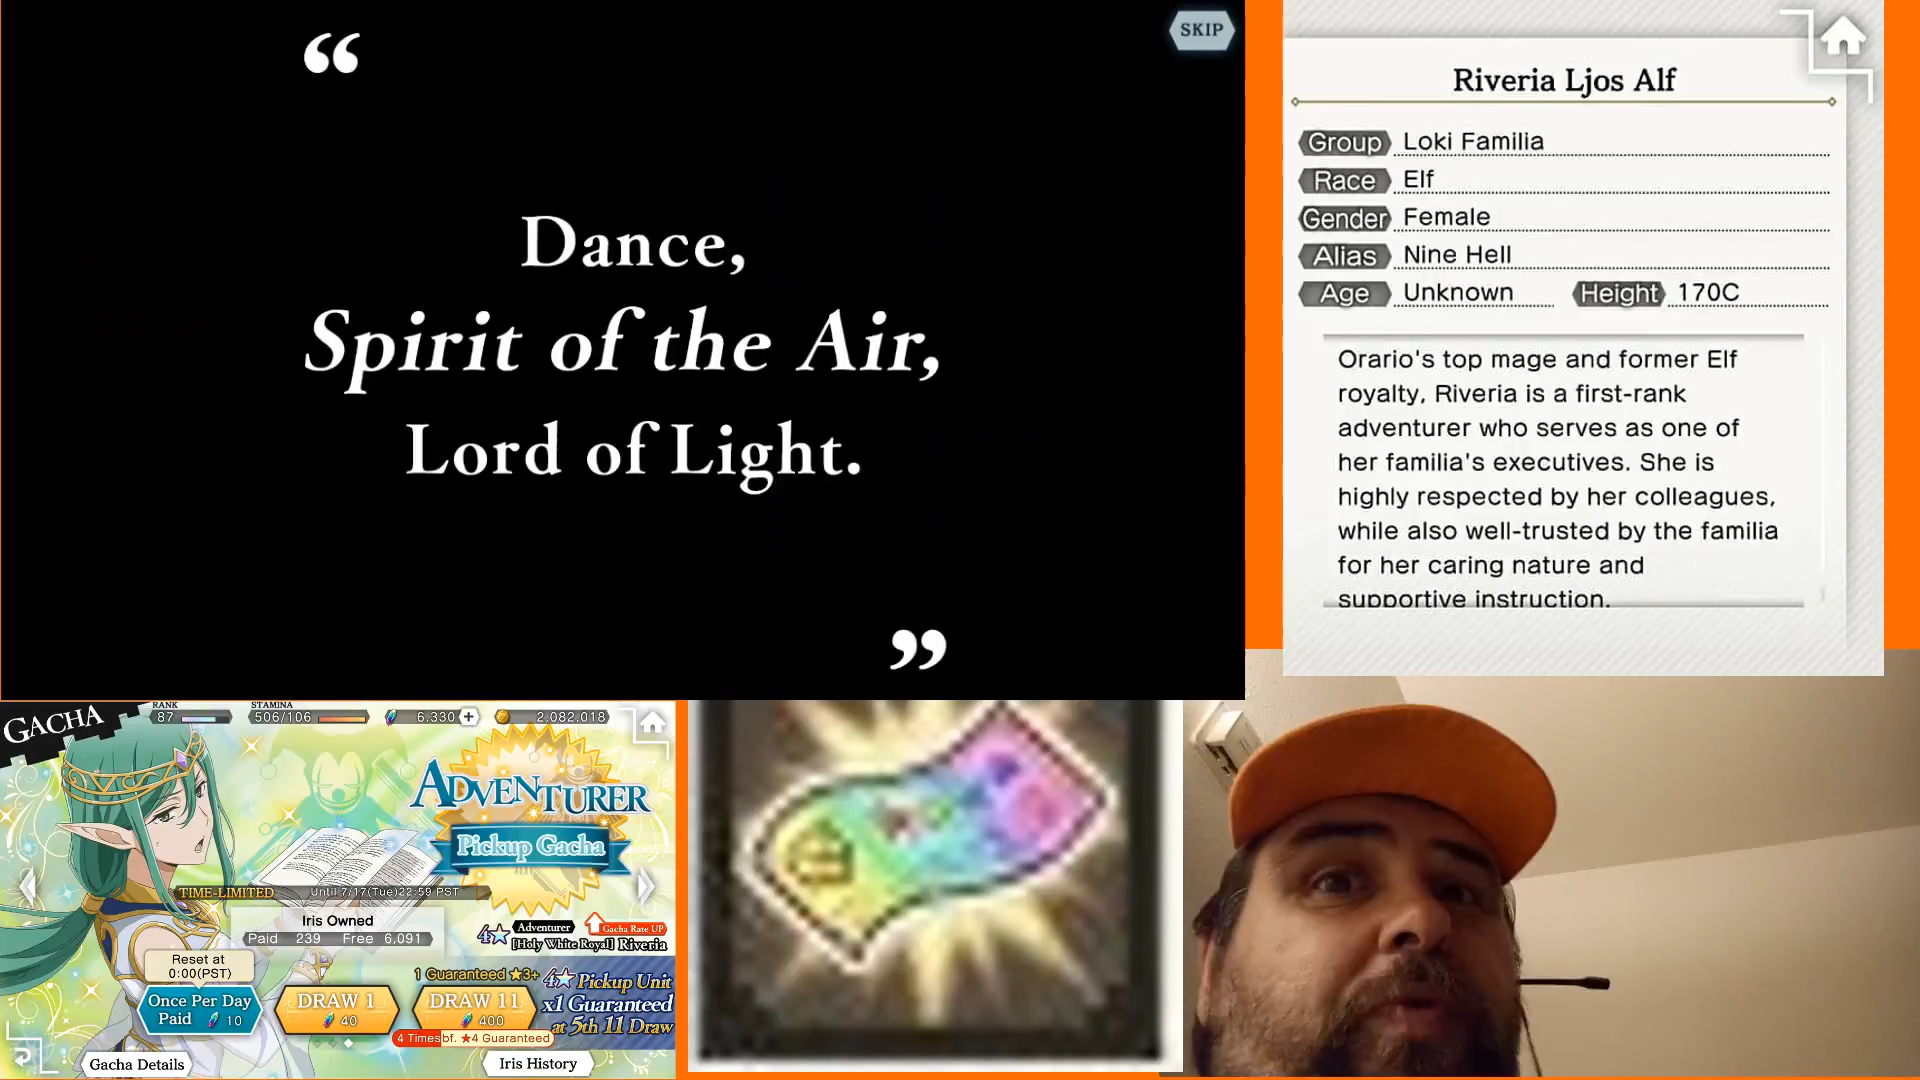 SKIP
“
Dance,
Spirit of the Air,
Lord of Light.
”
Riveria Ljos Alf
Group Loki Familia
Race Elf
Gender Female
Alias Nine Hell
Age Unknown Height 170C
Orario's top mage and former Elf
royalty, Riveria is a first-rank
adventurer who serves as one of
her familia's executives. She is
highly respected by her colleagues,
while also well-trusted by the familia
for her caring nature and
supportive instruction.
GACHA
RANK
87
STAMINA
506/106
6,330
2,082,018
ADVENTURER
Pickup Gacha
TIME-LIMITED Until 7/17(Tue)22:59 PST
Iris Owned
Paid 239 Free 6,091
4★ Adventurer Gacha Rate UP
[Holy White Royal] Riveria
Reset at
0:00(PST)
Once Per Day
Paid 10
DRAW 1
40
1 Guaranteed ★3+
DRAW 11
400
4★ Pickup Unit
x1 Guaranteed
at 5th 11 Draw
4 Times bf. ★4 Guaranteed
Gacha Details
Iris History